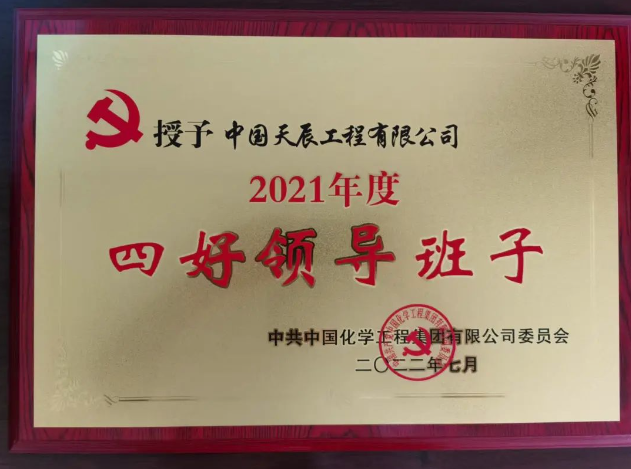 授予 中国天辰工程有限公司
2021年度
四好领导班子
中共中国化学工程集团有限公司委员会
二〇二二年七月